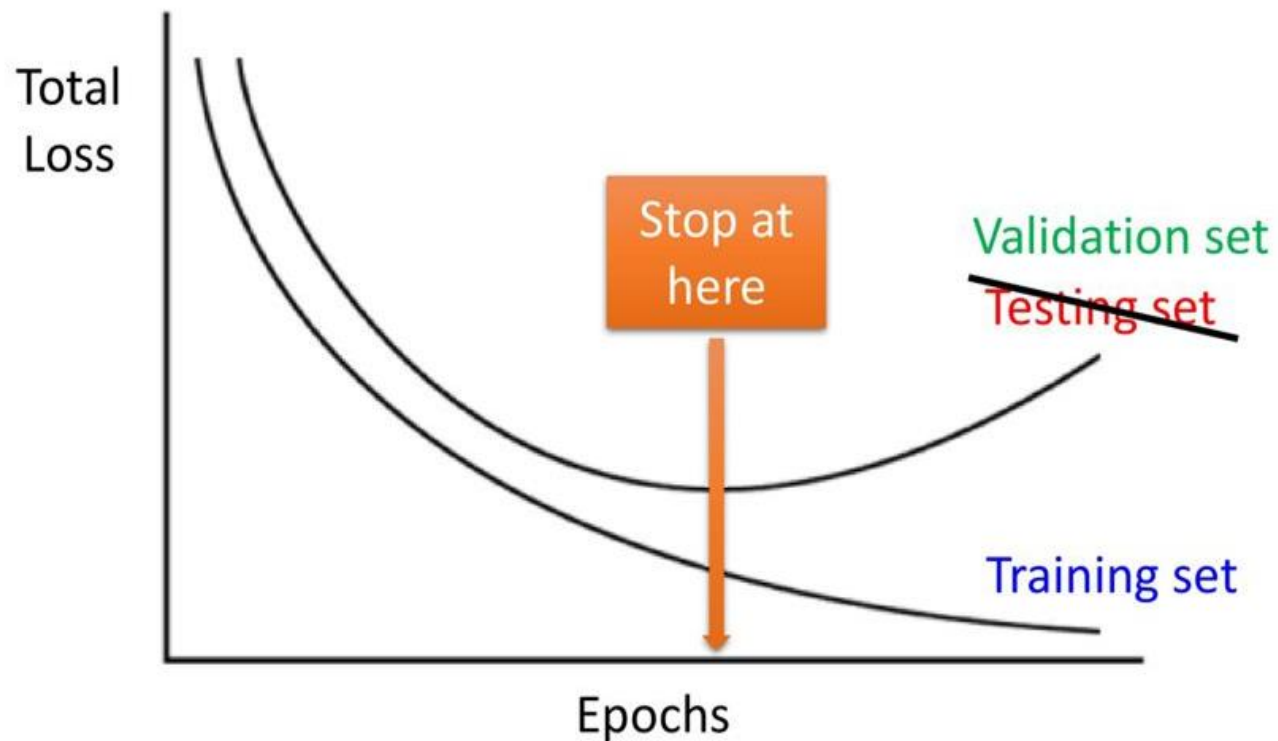 Total
Loss
Stop at
here
Validation set
Testing set
Training set
Epochs